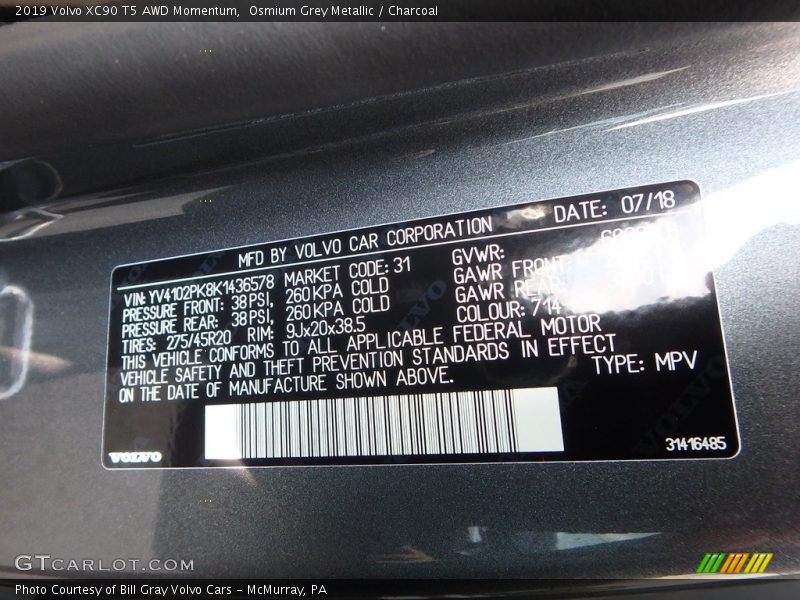 2019 Volvo XC90 T5 AWD Momentum,  Osmium Grey Metallic / Charcoal
MFD BY VOLVO CAR CORPORATION DATE: 07/18
VIN: YV4102PK8K1436578 MARKET CODE: 31 GVWR:
PRESSURE FRONT: 38 PSI, 260 KPA COLD GAWR FRONT:
PRESSURE REAR: 38 PSI, 260 KPA COLD GAWR REAR:
TIRES: 275/45R20 RIM: 9Jx20x38.5 COLOUR: 714
THIS VEHICLE CONFORMS TO ALL APPLICABLE FEDERAL MOTOR
VEHICLE SAFETY AND THEFT PREVENTION STANDARDS IN EFFECT
ON THE DATE OF MANUFACTURE SHOWN ABOVE. TYPE: MPV
VOLVO 31416485
GTCarlot.com
Photo Courtesy of Bill Gray Volvo Cars – McMurray, PA